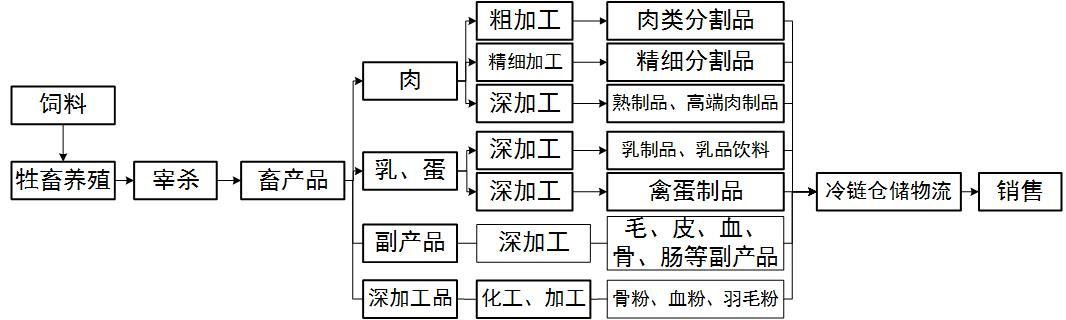 粗加工
肉类分割品
精细加工
精细分割品
肉
饲料
深加工
熟制品、高端肉制品
深加工
乳制品、乳品饮料
牲畜养殖
宰杀
畜产品
乳、蛋
深加工
禽蛋制品
冷链仓储物流
销售
副产品
深加工
毛、皮、血、
骨、肠等副产品
深加工品
化工、加工
骨粉、血粉、羽毛粉